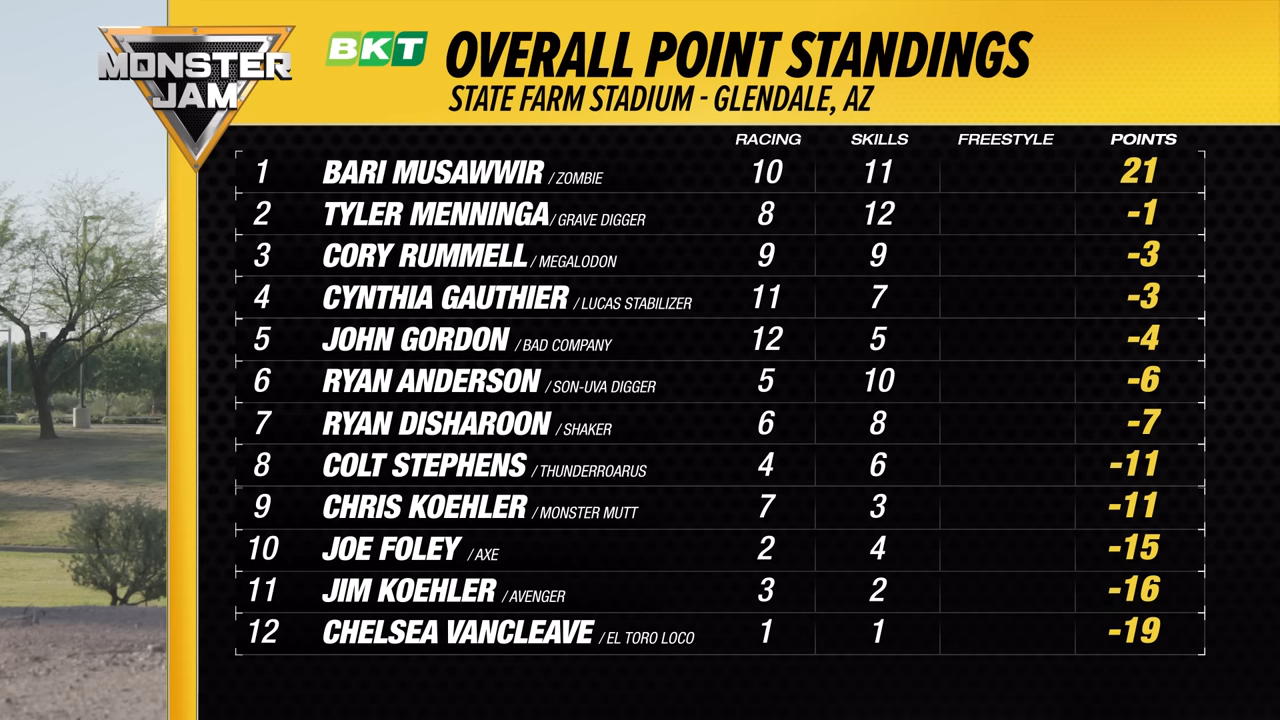 MONSTER JAM
BKT OVERALL POINT STANDINGS
STATE FARM STADIUM - GLENDALE, AZ
RACING SKILLS FREESTYLE POINTS
1 BARI MUSAWWIR / ZOMBIE 10 11 21
2 TYLER MENNINGA / GRAVE DIGGER 8 12 -1
3 CORY RUMMELL / MEGALODON 9 9 -3
4 CYNTHIA GAUTHIER / LUCAS STABILIZER 11 7 -3
5 JOHN GORDON / BAD COMPANY 12 5 -4
6 RYAN ANDERSON / SON-UVA DIGGER 5 10 -6
7 RYAN DISHAROON / SHAKER 6 8 -7
8 COLT STEPHENS / THUNDERROARUS 4 6 -11
9 CHRIS KOEHLER / MONSTER MUTT 7 3 -11
10 JOE FOLEY / AXE 2 4 -15
11 JIM KOEHLER / AVENGER 3 2 -16
12 CHELSEA VANCLEAVE / EL TORO LOCO 1 1 -19